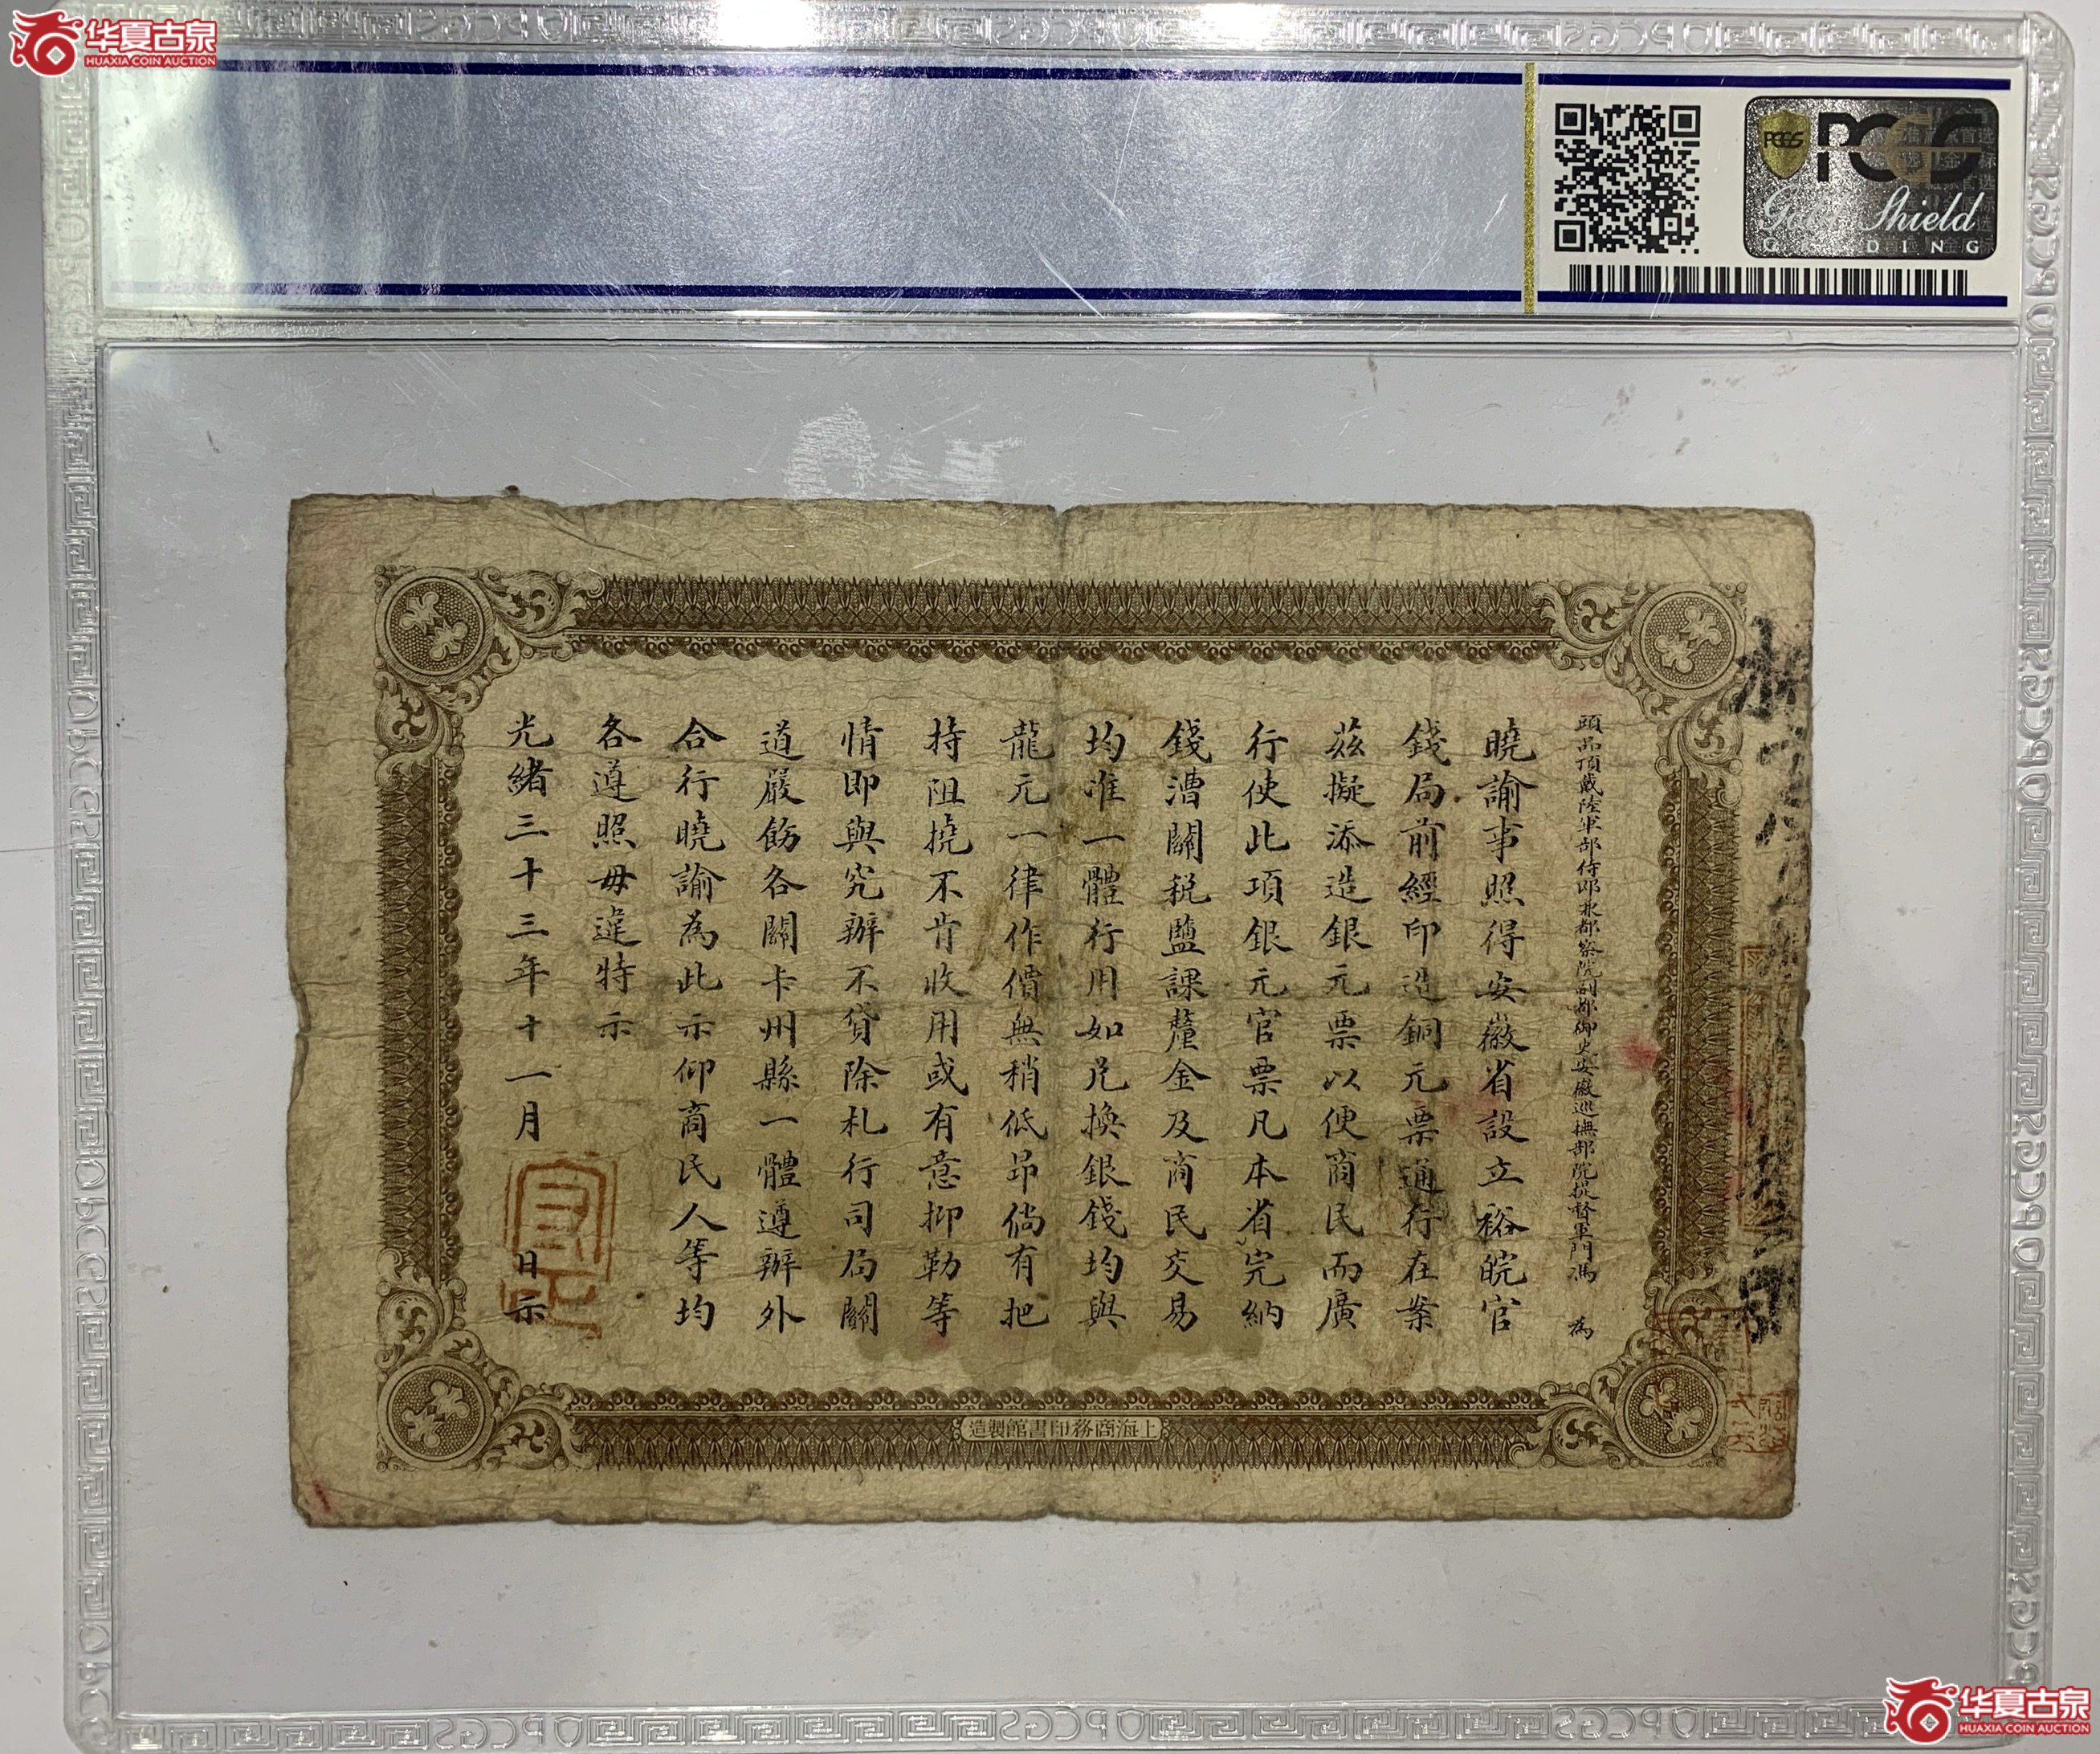 华夏古泉
HUAXIA COIN AUCTION
PCGS
PCGS
Gold Shield
GRADING
頭品頂戴陸軍部侍郎兼都察院副都御史安徽巡撫部院提督軍門馮 為
曉諭事照得安徽省設立裕皖官
錢局前經印造銅元票通行在案
茲擬添造銀元票以便商民而廣
行使此項銀元官票凡本省完納
錢漕關稅鹽課釐金及商民交易
均准一體行用如兌換銀錢均與
龍元一律作價無稍低昂倘有把
持阻撓不肯收用或有意抑勒等
情即與究辦不貸除札行司局關
道嚴飭各關卡州縣一體遵辦外
合行曉諭為此示仰商民人等均
各遵照毋違特示
光緒三十三年十一月 日示
上海商務印書館製造
华夏古泉
HUAXIA COIN AUCTION